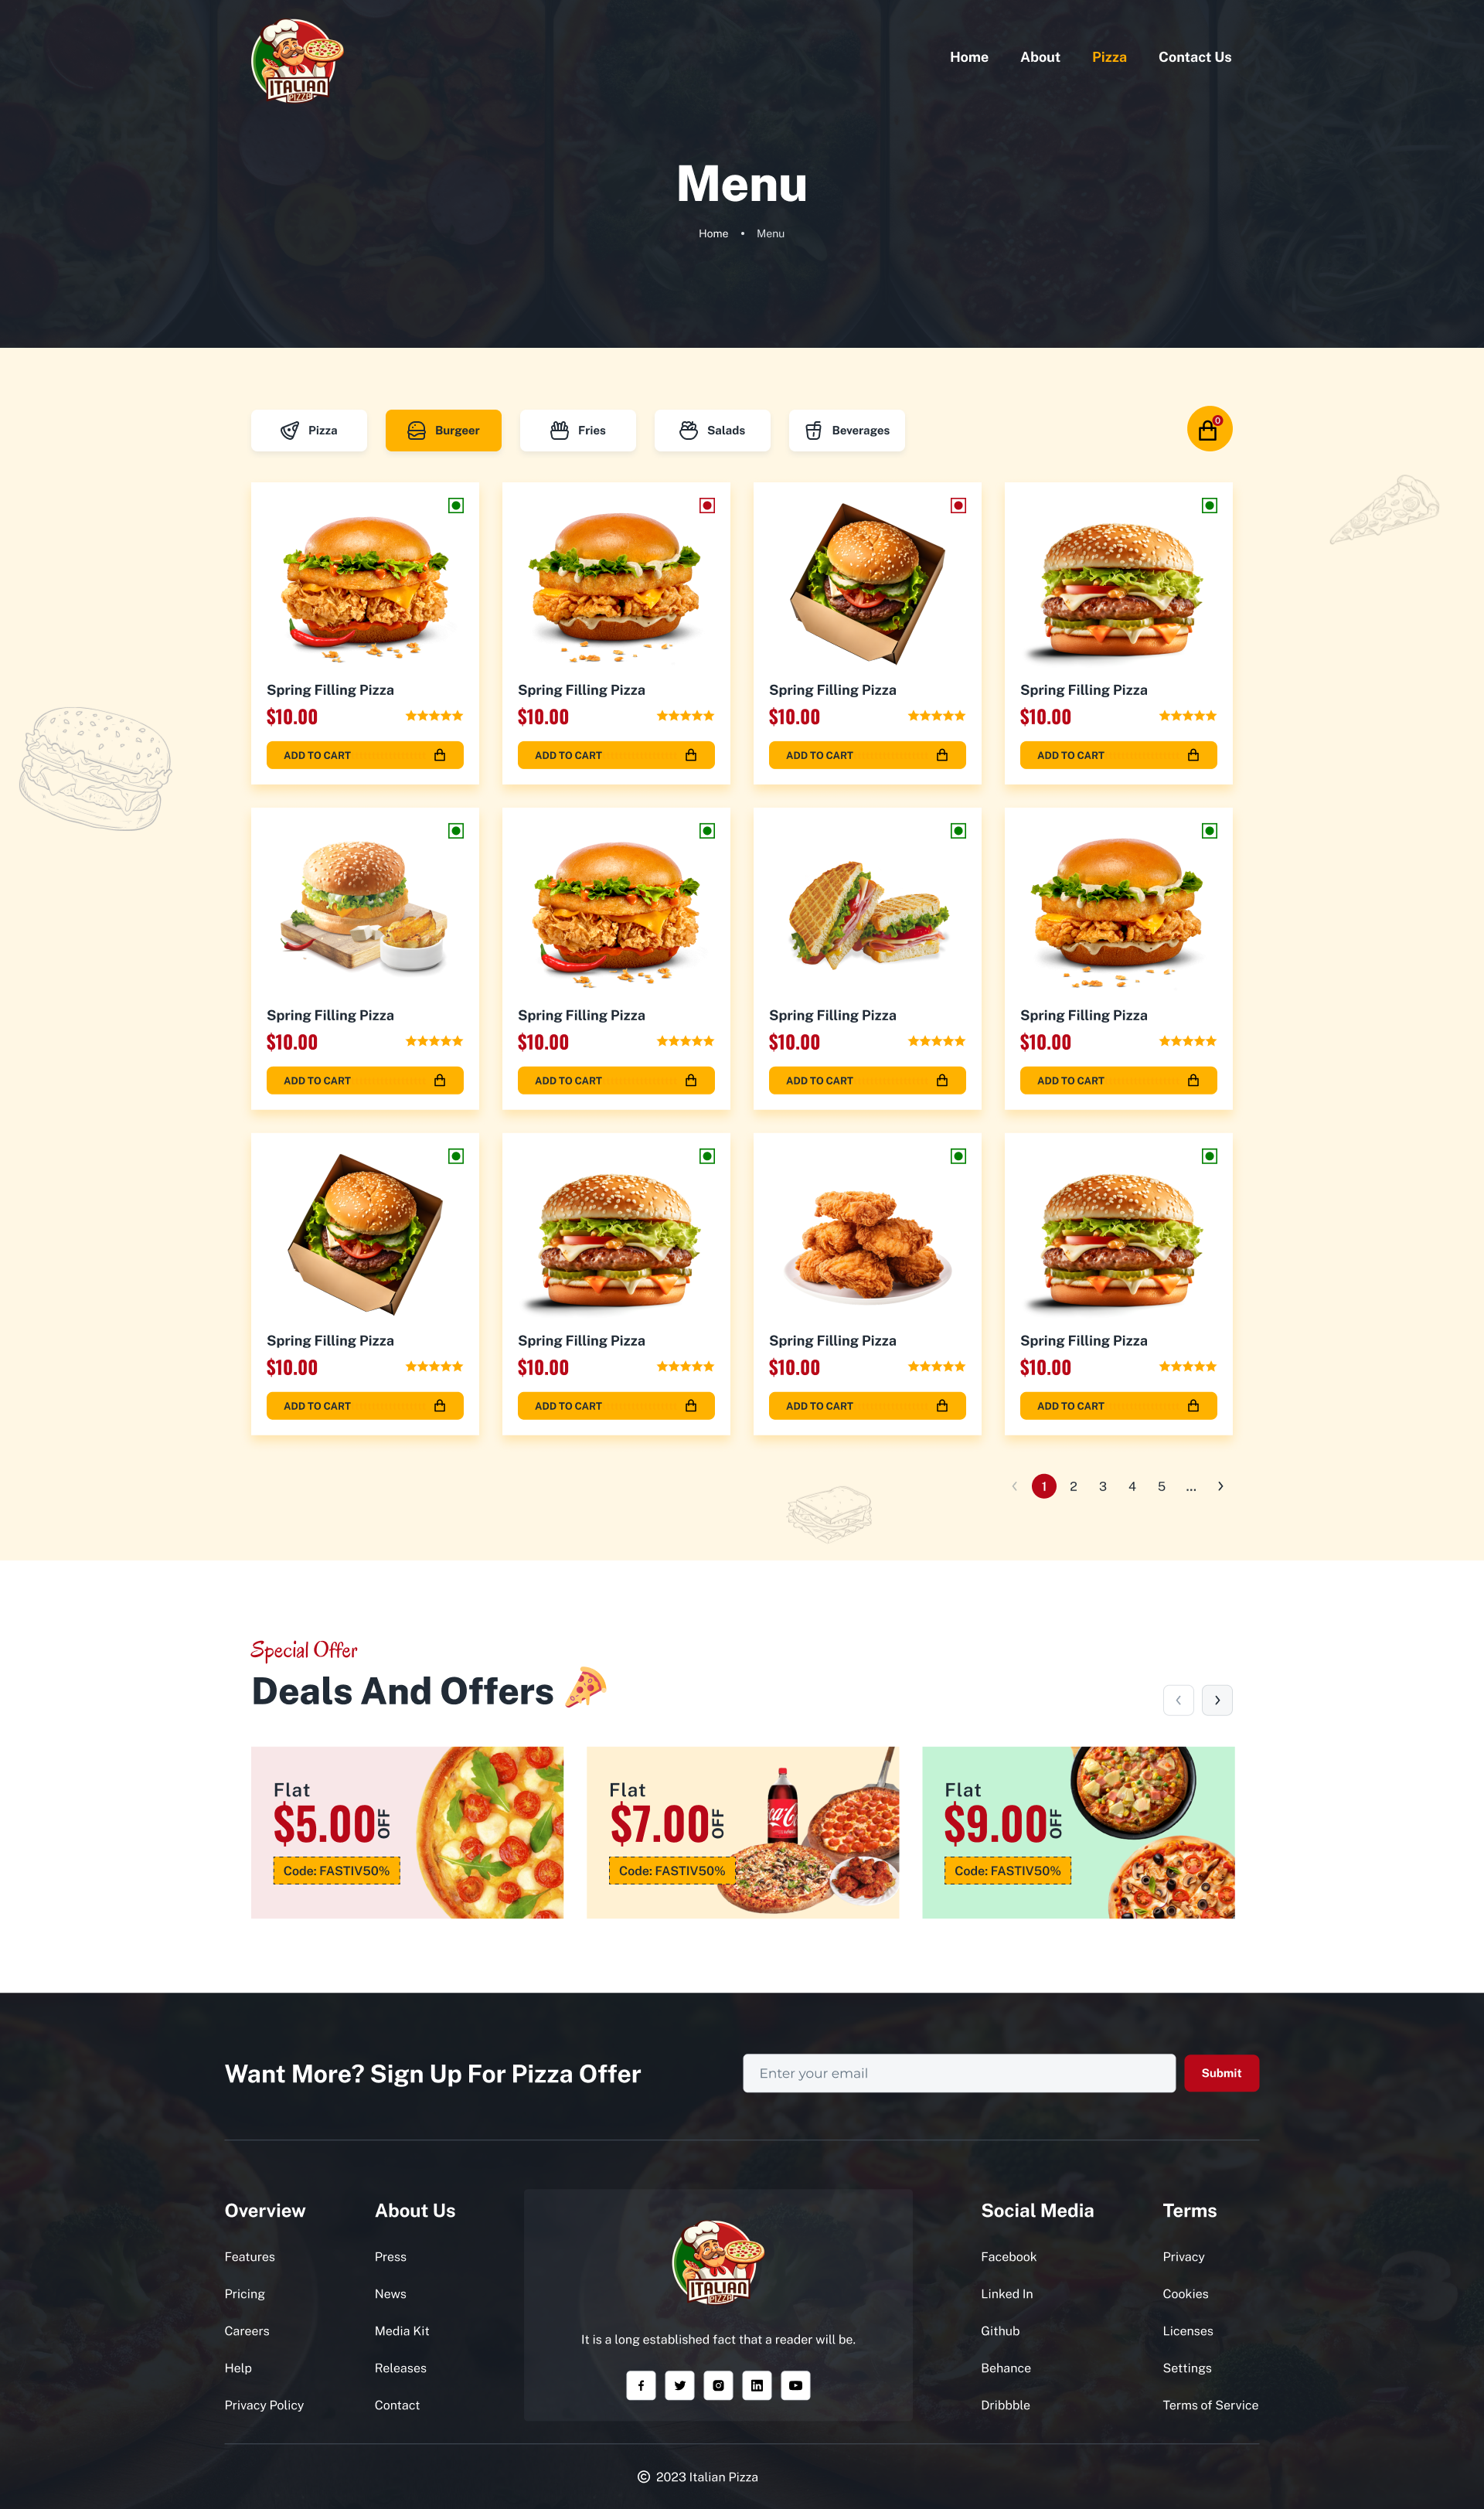 ITALIAN
PIZZA
Home About Pizza Contact Us
Menu
Home • Menu
Pizza Burgeer Fries Salads Beverages 0
Spring Filling Pizza Spring Filling Pizza Spring Filling Pizza Spring Filling Pizza
$10.00 $10.00 $10.00 $10.00
ADD TO CART ADD TO CART ADD TO CART ADD TO CART
Spring Filling Pizza Spring Filling Pizza Spring Filling Pizza Spring Filling Pizza
$10.00 $10.00 $10.00 $10.00
ADD TO CART ADD TO CART ADD TO CART ADD TO CART
Spring Filling Pizza Spring Filling Pizza Spring Filling Pizza Spring Filling Pizza
$10.00 $10.00 $10.00 $10.00
ADD TO CART ADD TO CART ADD TO CART ADD TO CART
1 2 3 4 5 ...
Special Offer
Deals And Offers
Flat
$5.00 OFF
Code: FASTIV50%
Flat
$7.00 OFF
Code: FASTIV50%
Flat
$9.00 OFF
Code: FASTIV50%
Want More? Sign Up For Pizza Offer
Enter your email
Submit
Overview
Features
Pricing
Careers
Help
Privacy Policy
About Us
Press
News
Media Kit
Releases
Contact
ITALIAN
PIZZA
It is a long established fact that a reader will be.
Social Media
Facebook
Linked In
Github
Behance
Dribbble
Terms
Privacy
Cookies
Licenses
Settings
Terms of Service
© 2023 Italian Pizza